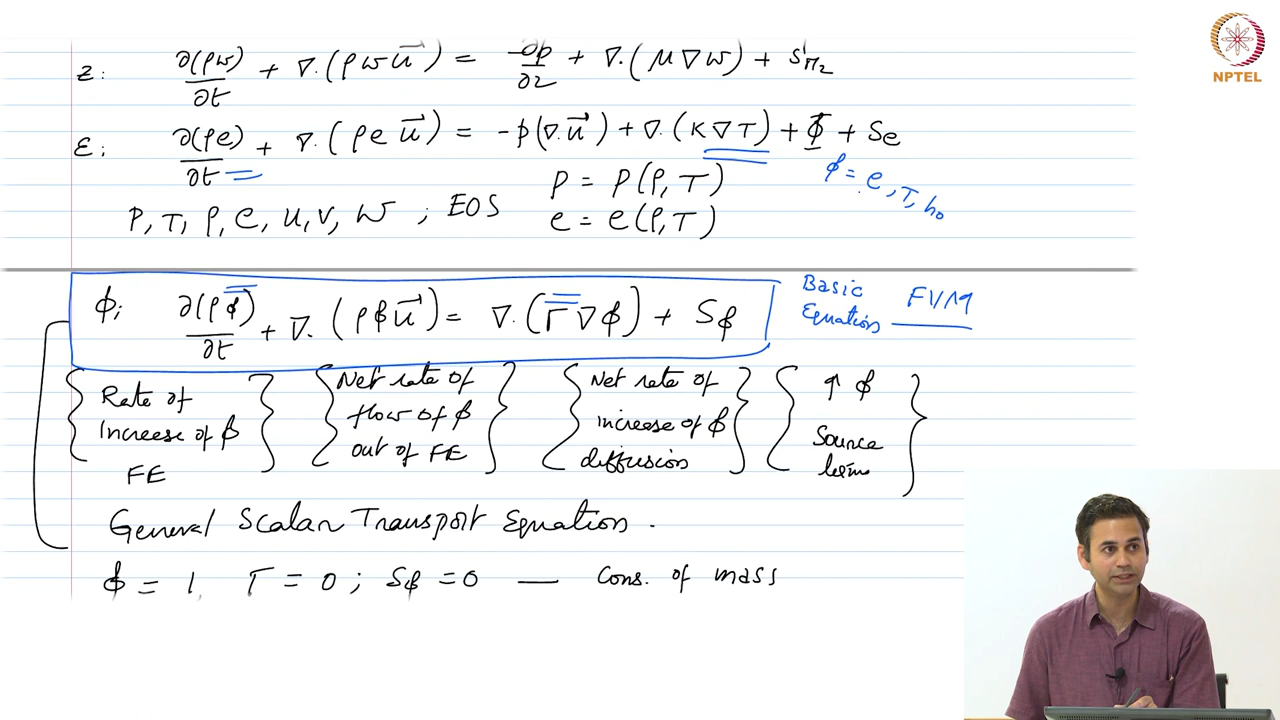 NPTEL
z: ∂(ρw)/∂t + ∇.(ρw u⃗) = -∂p/∂z + ∇.(μ∇w) + S_Mz
E: ∂(ρe)/∂t + ∇.(ρe u⃗) = -p(∇.u⃗) + ∇.(K∇T) + Φ + Se
ϕ = e, T, h₀
P, T, ρ, e, u, v, w ; EOS
p = p(ρ,T)
e = e(ρ,T)
ϕ; ∂(ρϕ)/∂t + ∇.(ρϕu⃗) = ∇.(Γ∇ϕ) + Sϕ
Basic
Equation FVM
{Rate of
Increese of ϕ
FE}
{Net rate of
flow of ϕ
out of FE}
{Net rate of
increase of ϕ
diffusion}
{↑ ϕ
Source
term}
General Scalar Transport Equation.
ϕ = 1, Γ = 0 ; Sϕ = 0 — Cons. of mass